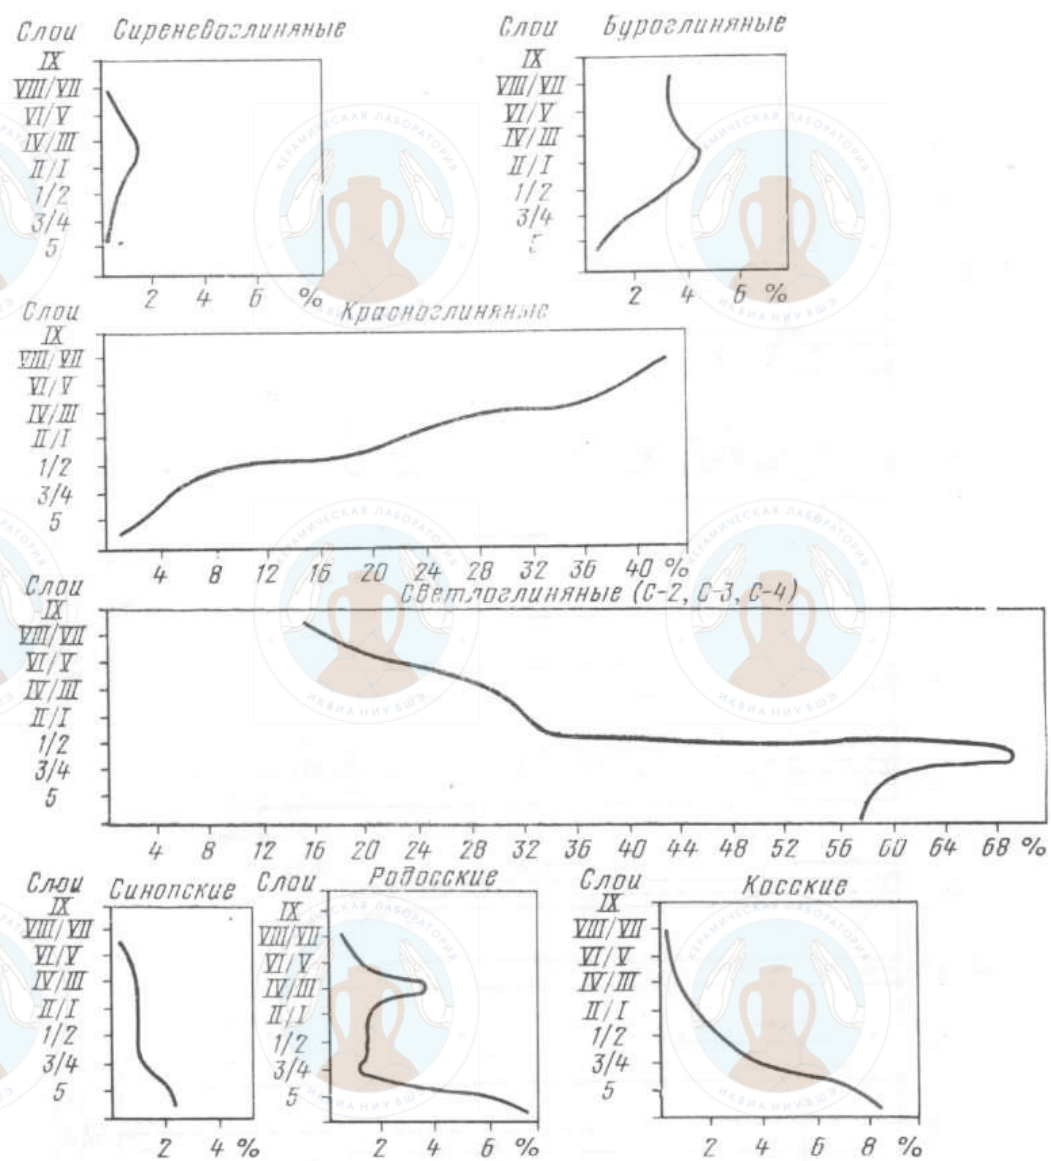 Слои Сиреневоглиняные
IX
VIII/VII
VI/V
IV/III
II/I
1/2
3/4
5
2 4 6 %
Слои Буроглиняные
IX
VIII/VII
VI/V
IV/III
II/I
1/2
3/4
5
2 4 6 %
Слои Красноглиняные
IX
VIII/VII
VI/V
IV/III
II/I
1/2
3/4
5
4 8 12 16 20 24 28 32 36 40 %
Слои Светлоглиняные (С-2, С-3, С-4)
IX
VIII/VII
VI/V
IV/III
II/I
1/2
3/4
5
4 8 12 16 20 24 28 32 36 40 44 48 52 56 60 64 68 %
Слои Синопские
IX
VIII/VII
VI/V
IV/III
II/I
1/2
3/4
5
2 4 %
Слои Родосские
IX
VIII/VII
VI/V
IV/III
II/I
1/2
3/4
5
2 4 6 %
Слои Косские
IX
VIII/VII
VI/V
IV/III
II/I
1/2
3/4
5
2 4 6 8 %
КЕРАМИЧЕСКАЯ ЛАБОРАТОРИЯ
ИКВИА НИУ ВШЭ